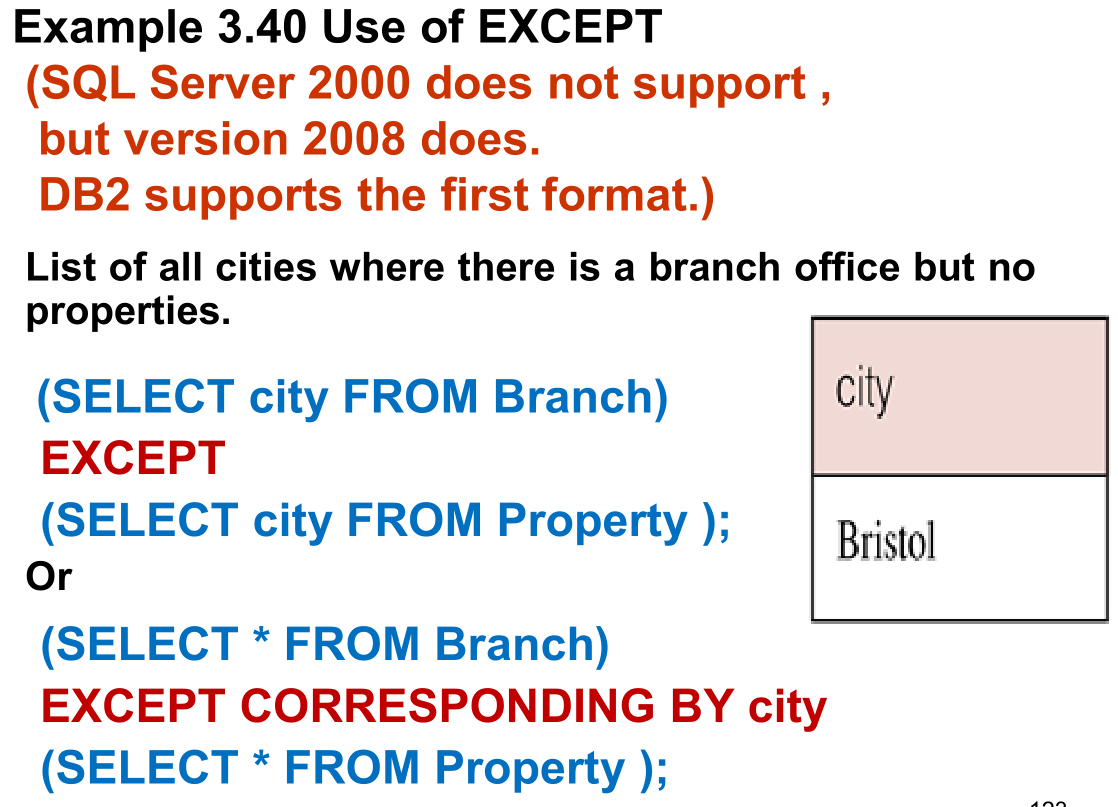 Example 3.40 Use of EXCEPT
(SQL Server 2000 does not support ,
but version 2008 does.
DB2 supports the first format.)
List of all cities where there is a branch office but no
properties.
(SELECT city FROM Branch)
EXCEPT
(SELECT city FROM Property );
Or
(SELECT * FROM Branch)
EXCEPT CORRESPONDING BY city
(SELECT * FROM Property );
city
Bristol